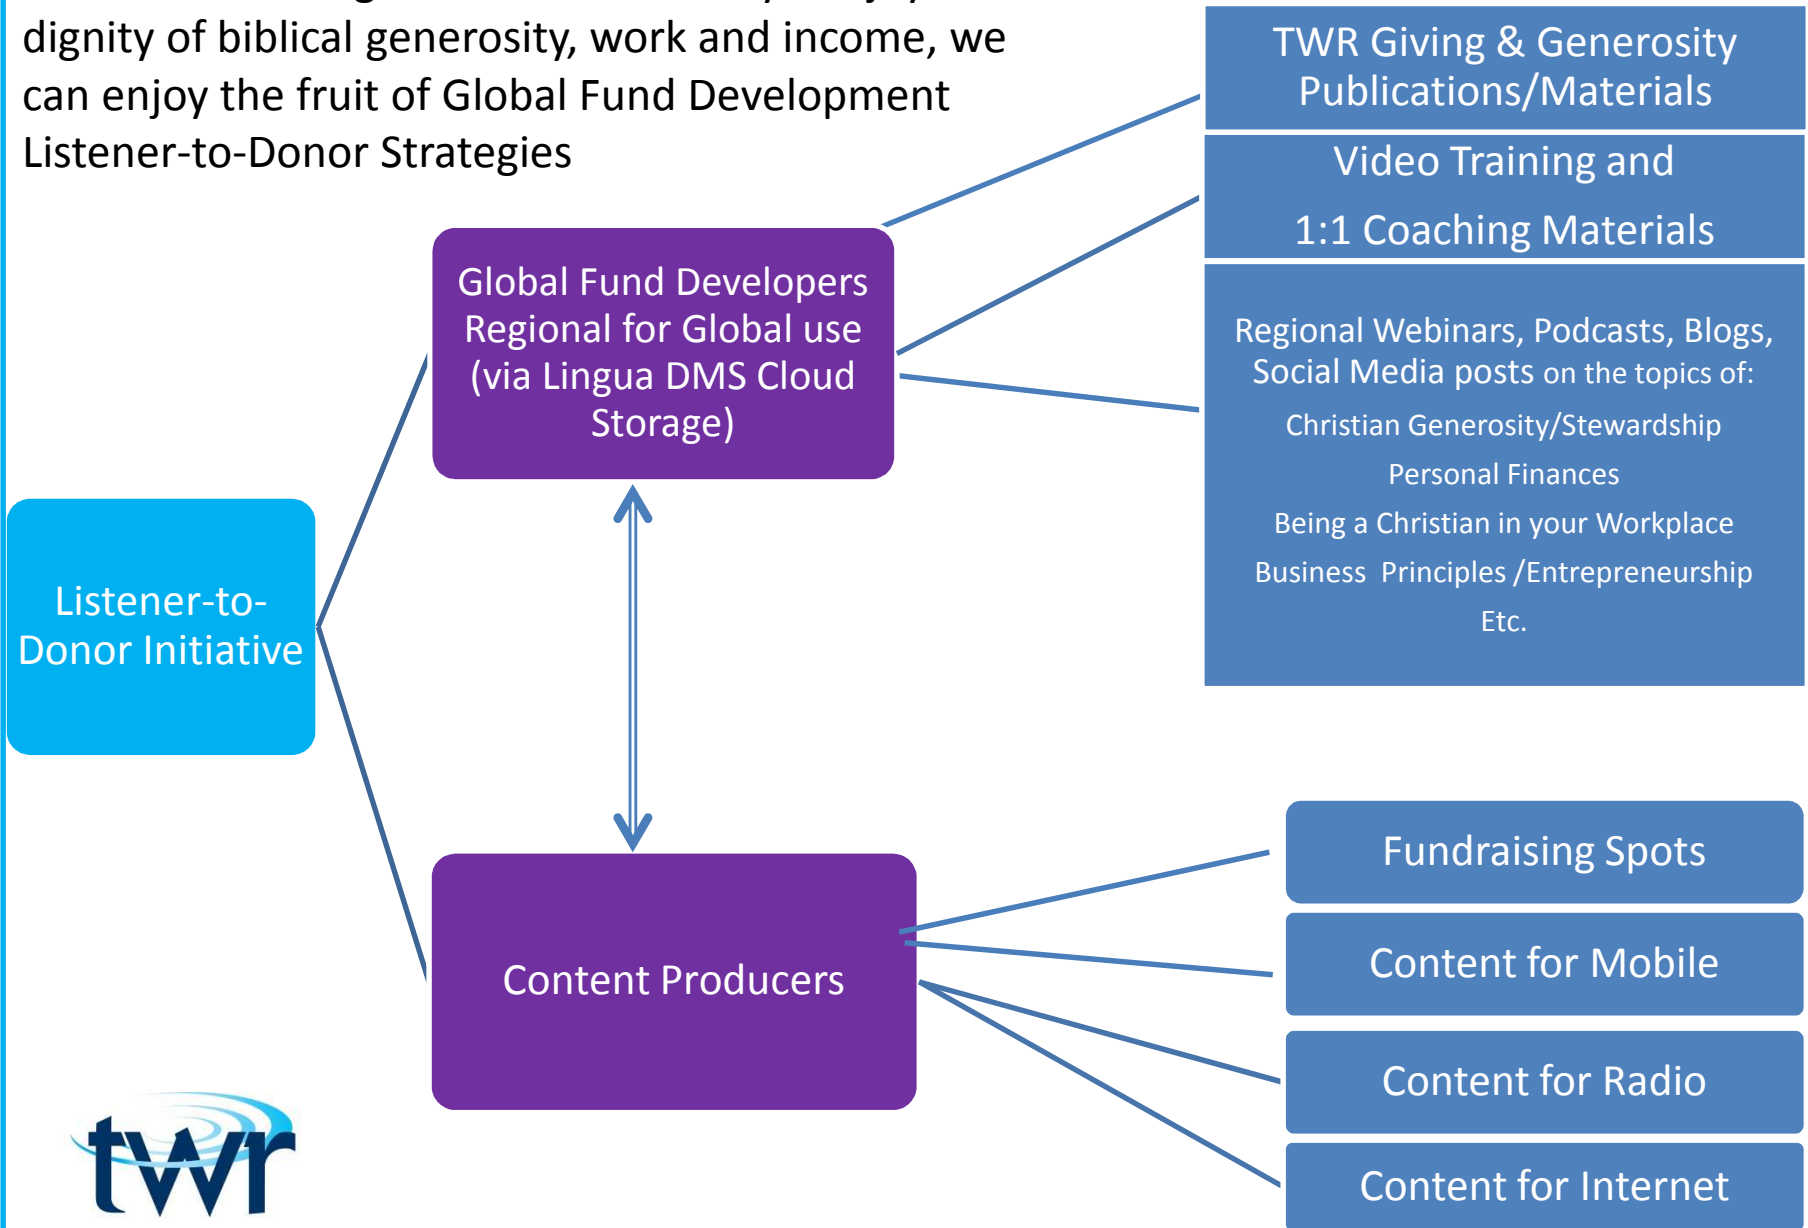 dignity of biblical generosity, work and income, we
can enjoy the fruit of Global Fund Development
Listener-to-Donor Strategies
TWR Giving & Generosity
Publications/Materials
Video Training and
1:1 Coaching Materials
Regional Webinars, Podcasts, Blogs,
Social Media posts on the topics of:
Christian Generosity/Stewardship
Personal Finances
Being a Christian in your Workplace
Business Principles /Entrepreneurship
Etc.
Global Fund Developers
Regional for Global use
(via Lingua DMS Cloud
Storage)
Listener-to-
Donor Initiative
Content Producers
Fundraising Spots
Content for Mobile
Content for Radio
Content for Internet
twr